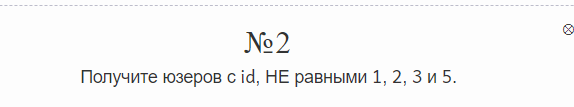 №2
Получите юзеров с id, НЕ равными 1, 2, 3 и 5.